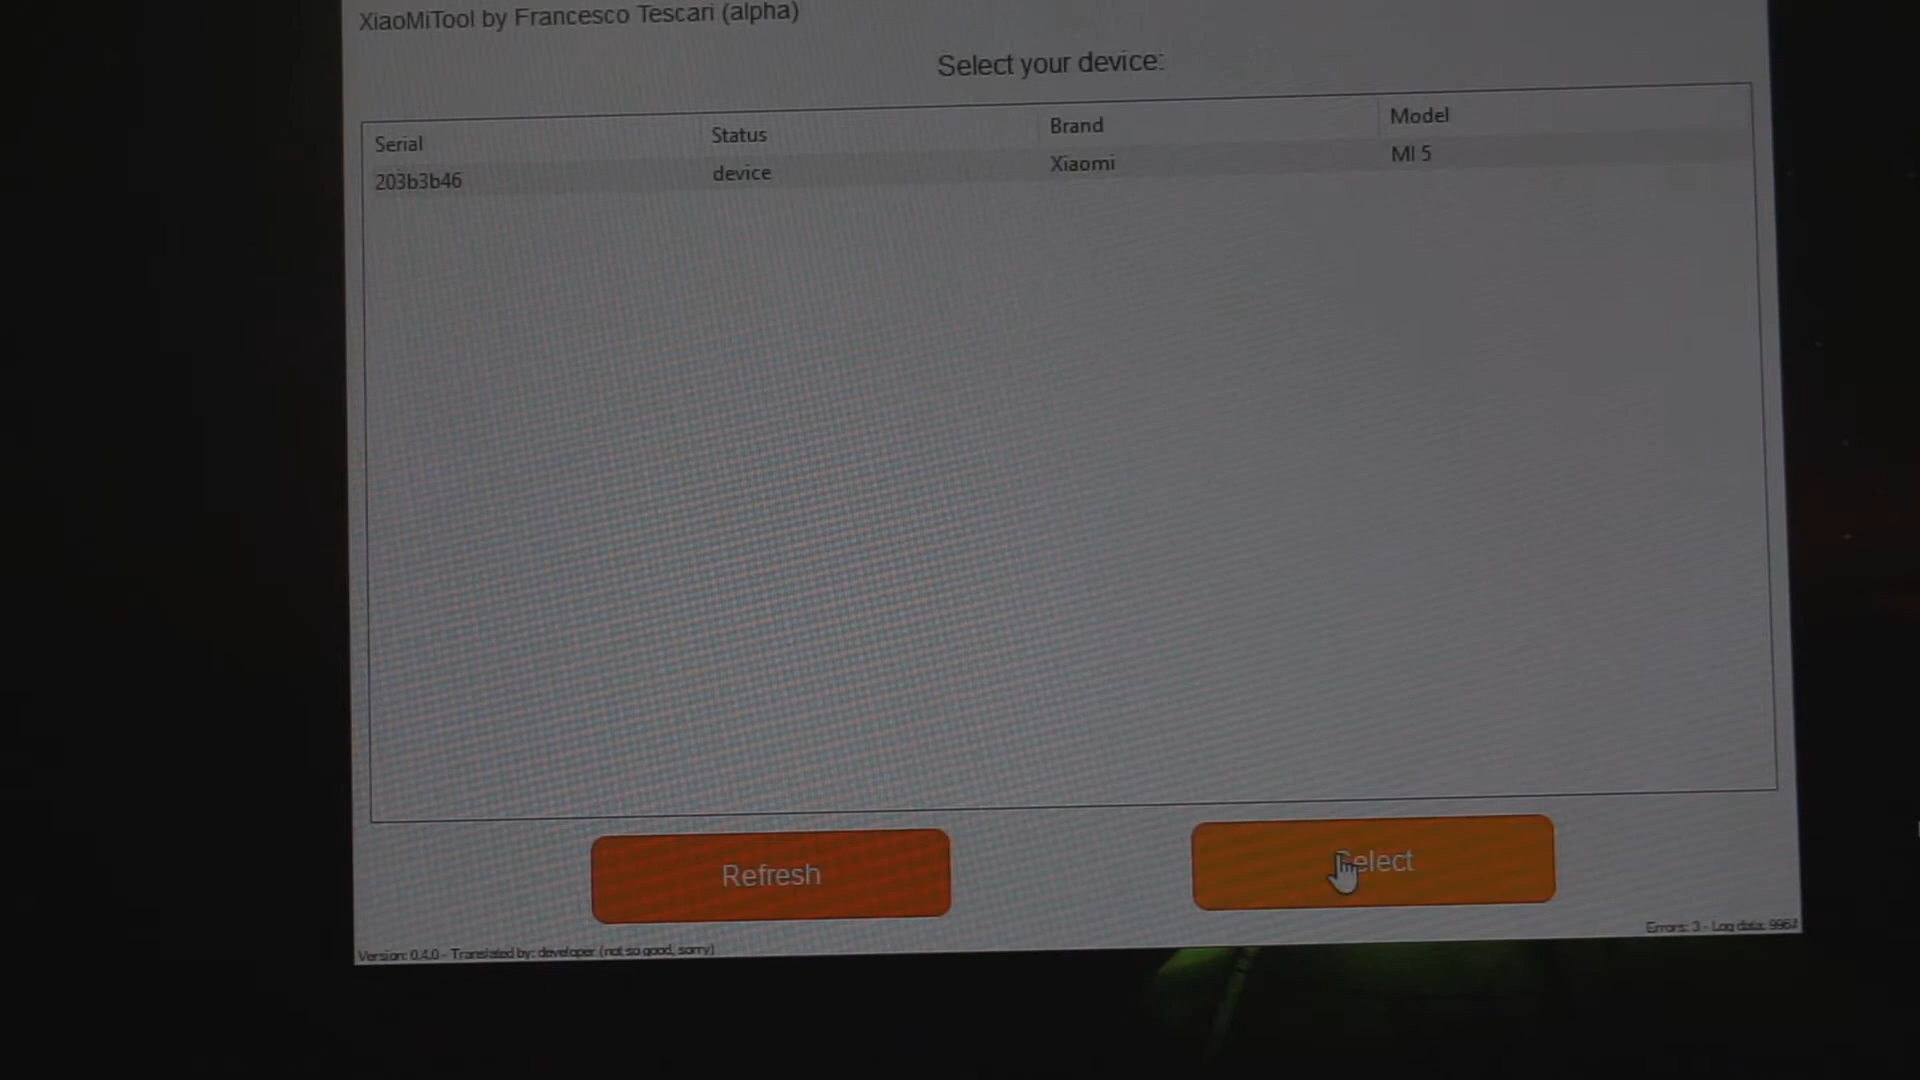 XiaoMiTool by Francesco Tescari (alpha)
Select your device:
Serial Status Brand Model
203b3b46 device Xiaomi MI 5
Refresh Select
Version: 0.4.0 - Translated by: developer (not so good, sorry)
Errors: 3 - Log data: 9967